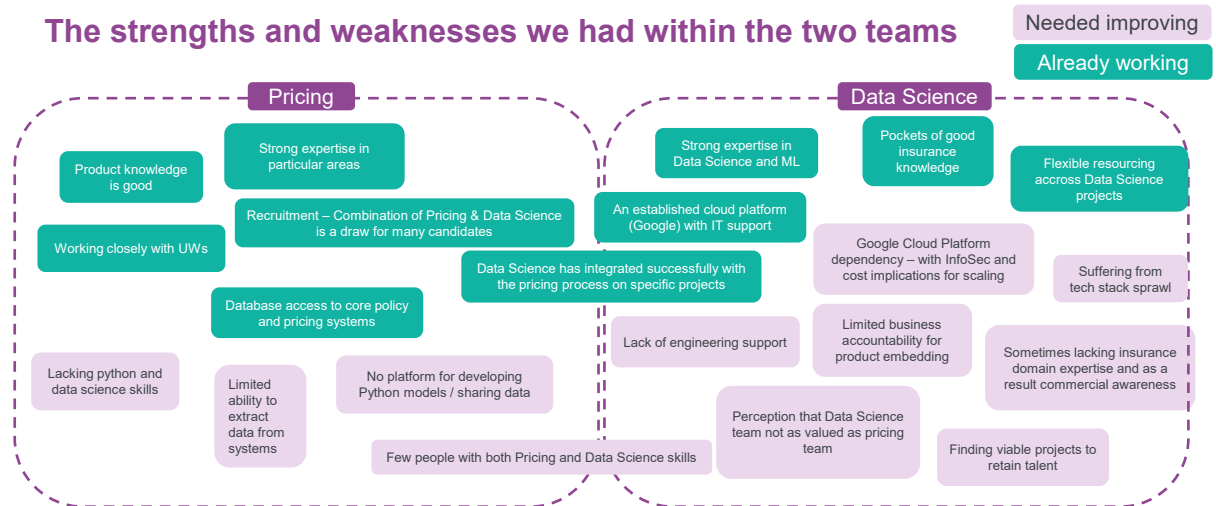 The strengths and weaknesses we had within the two teams
Needed improving
Already working
Pricing
Product knowledge
is good
Strong expertise in
particular areas
Recruitment – Combination of Pricing & Data Science
is a draw for many candidates
Working closely with UWs
Data Science has integrated successfully with
the pricing process on specific projects
Database access to core policy
and pricing systems
Lacking python and
data science skills
Limited
ability to
extract
data from
systems
No platform for developing
Python models / sharing data
Few people with both Pricing and Data Science skills
Data Science
Strong expertise in
Data Science and ML
Pockets of good
insurance
knowledge
Flexible resourcing
accross Data Science
projects
An established cloud platform
(Google) with IT support
Google Cloud Platform
dependency – with InfoSec and
cost implications for scaling
Suffering from
tech stack sprawl
Lack of engineering support
Limited business
accountability for
product embedding
Sometimes lacking insurance
domain expertise and as a
result commercial awareness
Perception that Data Science
team not as valued as pricing
team
Finding viable projects to
retain talent